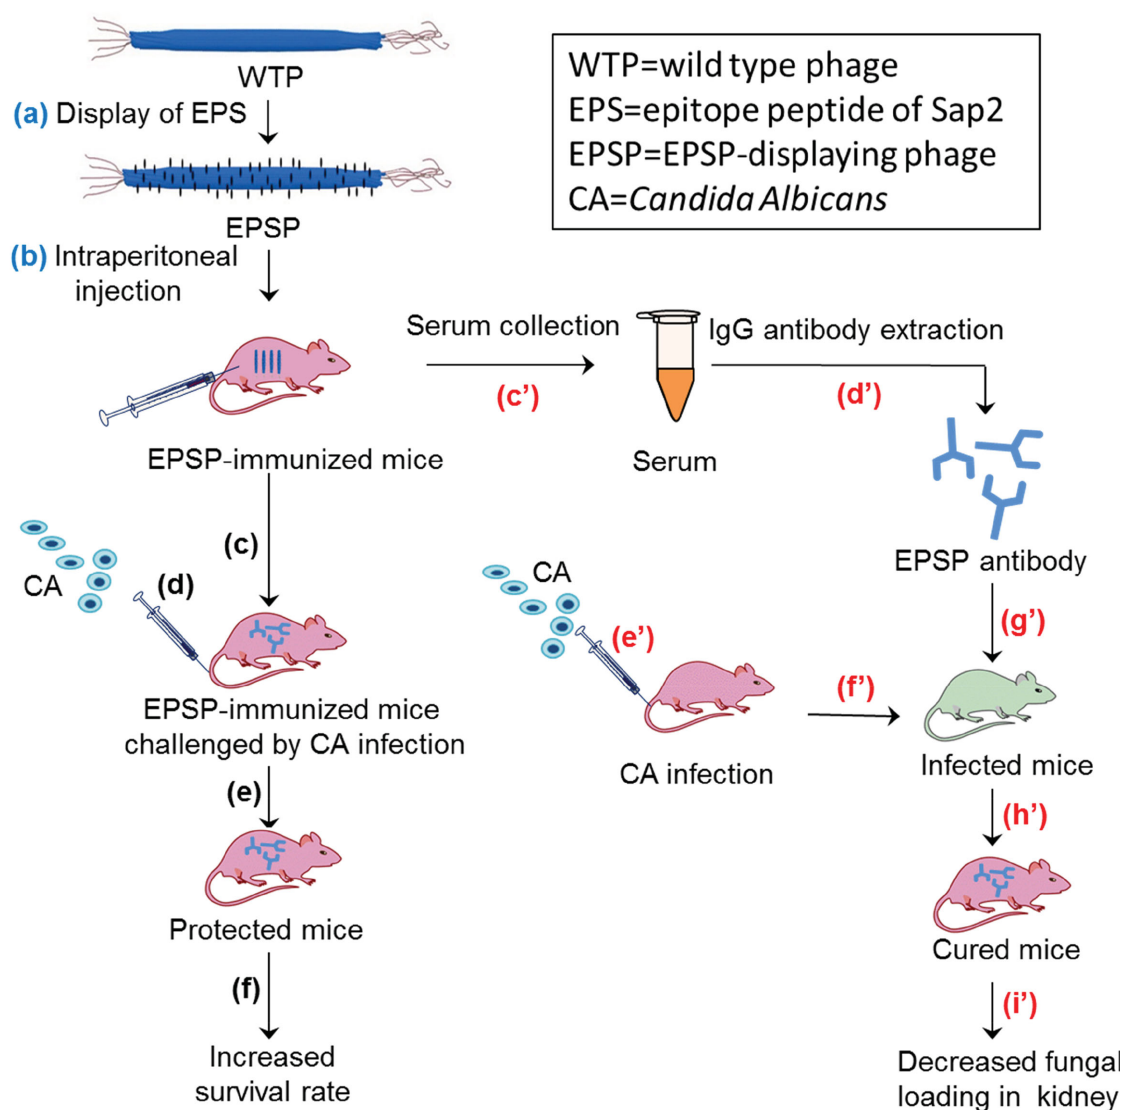 WTP
WTP=wild type phage
EPS=epitope peptide of Sap2
EPSP=EPSP-displaying phage
CA=Candida Albicans
(a) Display of EPS
EPSP
(b) Intraperitoneal
injection
Serum collection
(c')
IgG antibody extraction
(d')
EPSP-immunized mice
Serum
EPSP antibody
(c)
CA
(d)
EPSP-immunized mice
challenged by CA infection
(e)
Protected mice
(f)
Increased
survival rate
CA
(e')
CA infection
(f')
(g')
Infected mice
(h')
Cured mice
(i')
Decreased fungal
loading in kidney